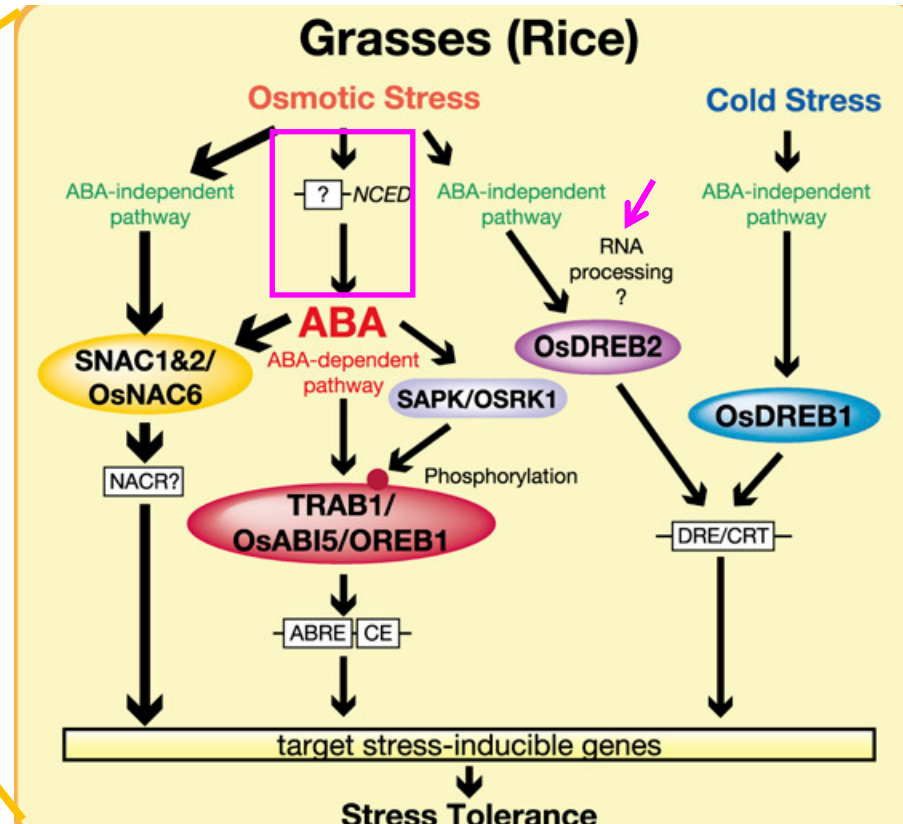 Grasses (Rice)
Osmotic Stress
Cold Stress
ABA-independent
pathway
? NCED
ABA-independent
pathway
ABA-independent
pathway
RNA
processing
?
ABA
ABA-dependent
pathway
SNAC1&2/
OsNAC6
OsDREB2
SAPK/OSRK1
OsDREB1
NACR?
Phosphorylation
TRAB1/
OsABI5/OREB1
DRE/CRT
ABRE CE
target stress-inducible genes
Stress Tolerance